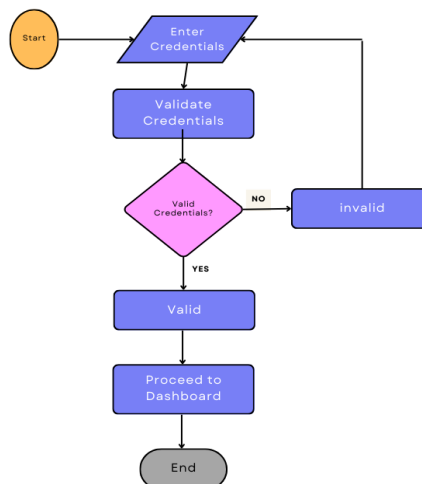 Start
Enter
Credentials
Validate
Credentials
Valid
Credentials?
NO
invalid
YES
Valid
Proceed to
Dashboard
End